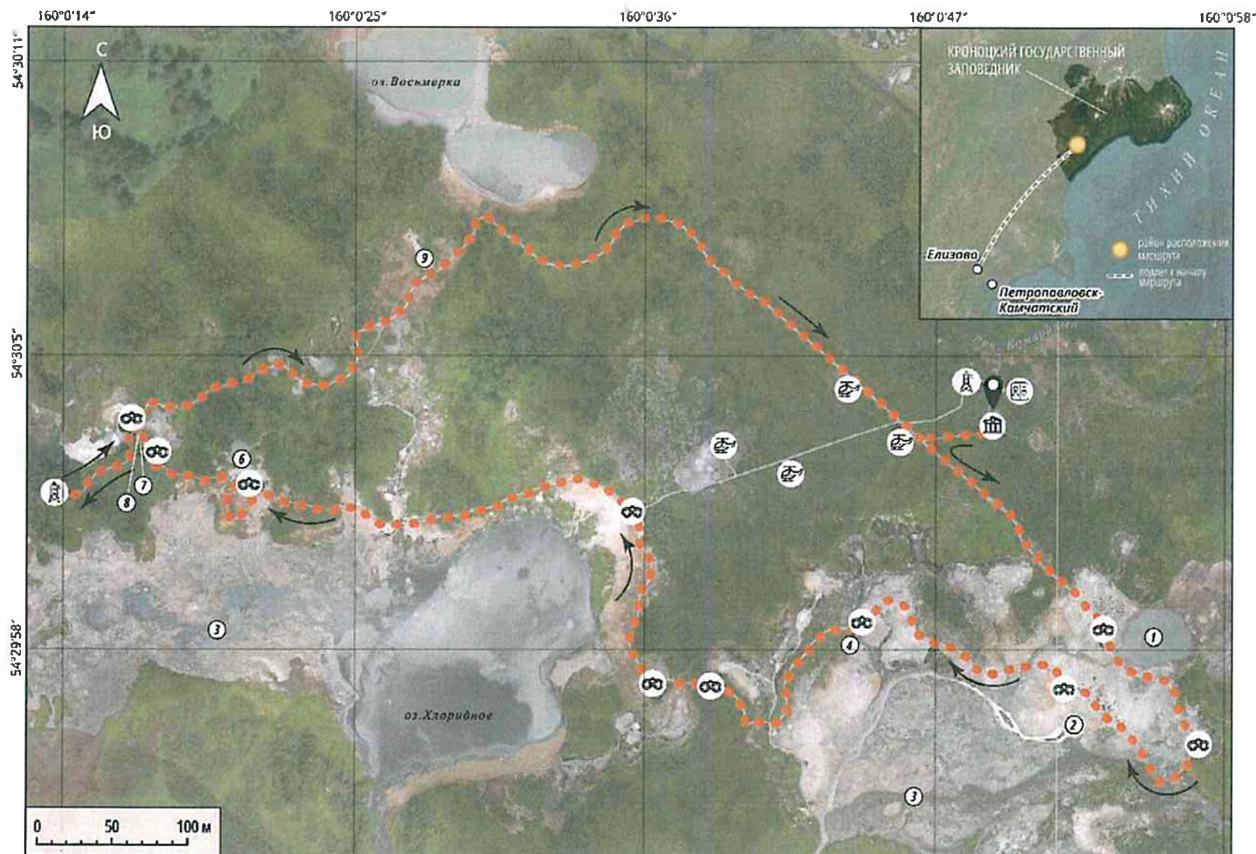 160°0'14" 160°0'25" 160°0'36" 160°0'47" 160°0'58"
54°30'11"
54°30'5"
54°29'58"
С
Ю
оз. Восьмерка
КРОНОЦКИЙ ГОСУДАРСТВЕННЫЙ
ЗАПОВЕДНИК
ТИХИЙ ОКЕАН
район расположения
маршрута
подлет к началу
маршрута
Елизово
Петропавловск-
Камчатский
9
6
7
8
3
1
4
2
3
оз. Хлоридное
0 50 100 м